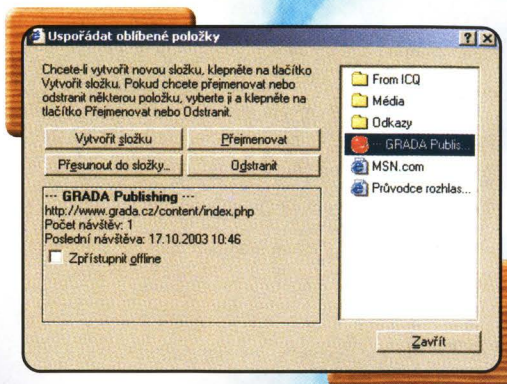 Uspořádat oblíbené položky
Chcete-li vytvořit novou složku, klepněte na tlačítko
Vytvořit složku. Pokud chcete přejmenovat nebo
odstranit některou položku, vyberte ji a klepněte na
tlačítko Přejmenovat nebo Odstranit.
Vytvořit složku
Přejmenovat
Přesunout do složky...
Odstranit
--- GRADA Publishing ---
http://www.grada.cz/content/index.php
Počet návštěv: 1
Poslední návštěva: 17.10.2003 10:46
Zpřístupnit offline
From ICQ
Média
Odkazy
--- GRADA Publis...
MSN.com
Průvodce rozhlas...
Zavřít